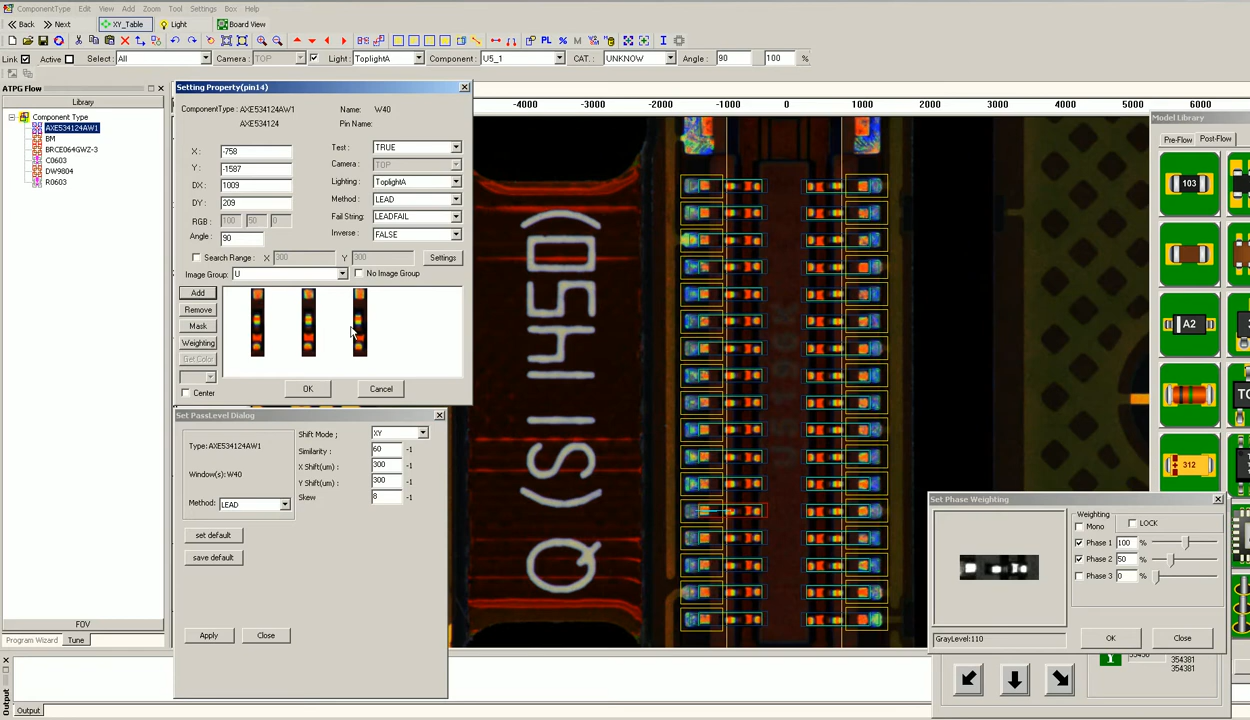 ComponentType Edit View Add Zoom Tool Settings Box Help
Back Next XY_Table Light Board View
PL % M
Link Active Select : All Camera : TOP Light : ToplightA Component : U5_1 CAT. : UNKNOW Angle : 90 100 %
ATPG Flow
Library
Component Type
AXE534124AW1
BM
BRCE064GWZ-3
C0603
DW9804
R0603
FOV
Program Wizard Tune
Output
Output
Setting Property(pin14)
ComponentType : AXE534124AW1 Name: W40
AXE534124 Pin Name:
X : -758
Y : -1587
DX : 1009
DY : 209
RGB : 100 50 0
Angle : 90
Test : TRUE
Camera : TOP
Lighting : ToplightA
Method : LEAD
Fail String: LEADFAIL
Inverse : FALSE
Search Range : X 300 Y 300 Settings
Image Group: U No Image Group
Add
Remove
Mask
Weighting
Get Color
Center
OK Cancel
Set PassLevel Dialog
Type:AXE534124AW1
Window(s): W40
Method: LEAD
Shift Mode ; XY
Similarity : 60 -1
X Shift(um) : 300 -1
Y Shift(um) : 300 -1
Skew 8 -1
set default
save default
Apply Close
-4000 -3000 -2000 -1000 0 1000 2000 3000 4000 5000 6000
Q (SI 1450)
Model Library
Pre-Flow Post-Flow
103
A2
312
Set Phase Weighting
Weighting
Mono LOCK
Phase 1 100 %
Phase 2 50 %
Phase 3 0 %
GrayLevel:110
OK Close
Y
354381
354381